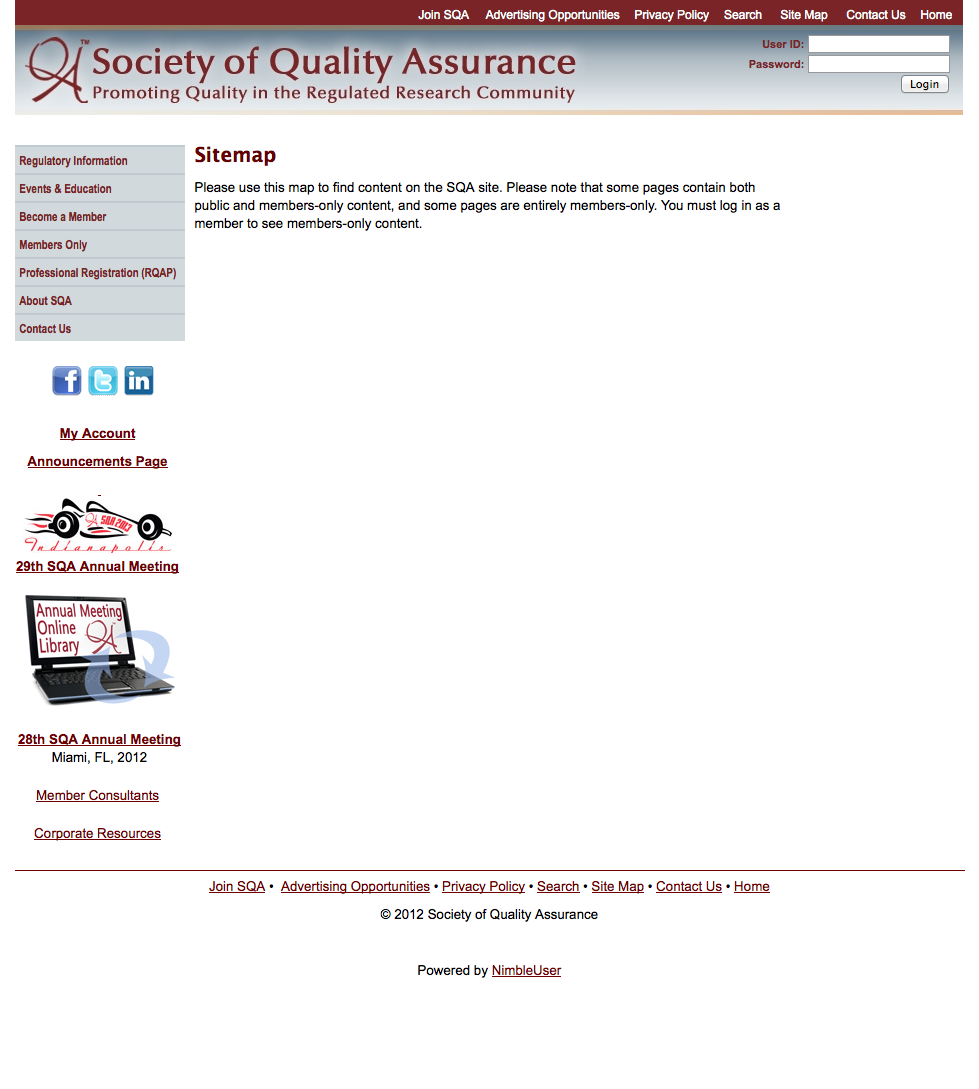 Join SQA Advertising Opportunities Privacy Policy Search Site Map Contact Us Home
QA™ Society of Quality Assurance
Promoting Quality in the Regulated Research Community
User ID:
Password:
Login
Regulatory Information
Events & Education
Become a Member
Members Only
Professional Registration (RQAP)
About SQA
Contact Us
Sitemap
Please use this map to find content on the SQA site. Please note that some pages contain both
public and members-only content, and some pages are entirely members-only. You must log in as a
member to see members-only content.
f t in
My Account
Announcements Page
QA SQA 2013
Indianapolis
29th SQA Annual Meeting
Annual Meeting
Online
Library QA
28th SQA Annual Meeting
Miami, FL, 2012
Member Consultants
Corporate Resources
Join SQA • Advertising Opportunities • Privacy Policy • Search • Site Map • Contact Us • Home
© 2012 Society of Quality Assurance
Powered by NimbleUser